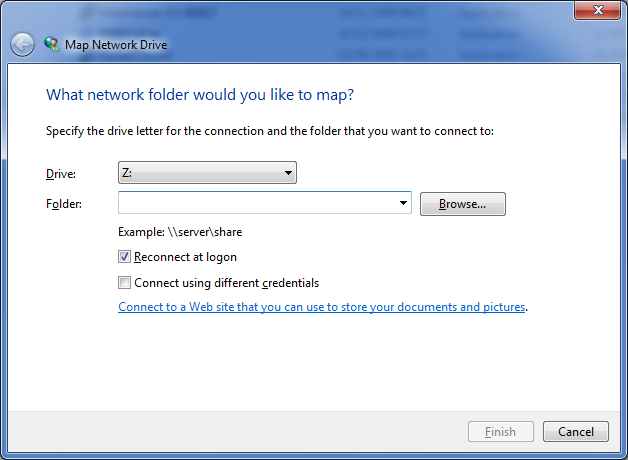 Map Network Drive
What network folder would you like to map?
Specify the drive letter for the connection and the folder that you want to connect to:
Drive: Z:
Folder: Browse...
Example: \\server\share
Reconnect at logon
Connect using different credentials
Connect to a Web site that you can use to store your documents and pictures.
Finish Cancel